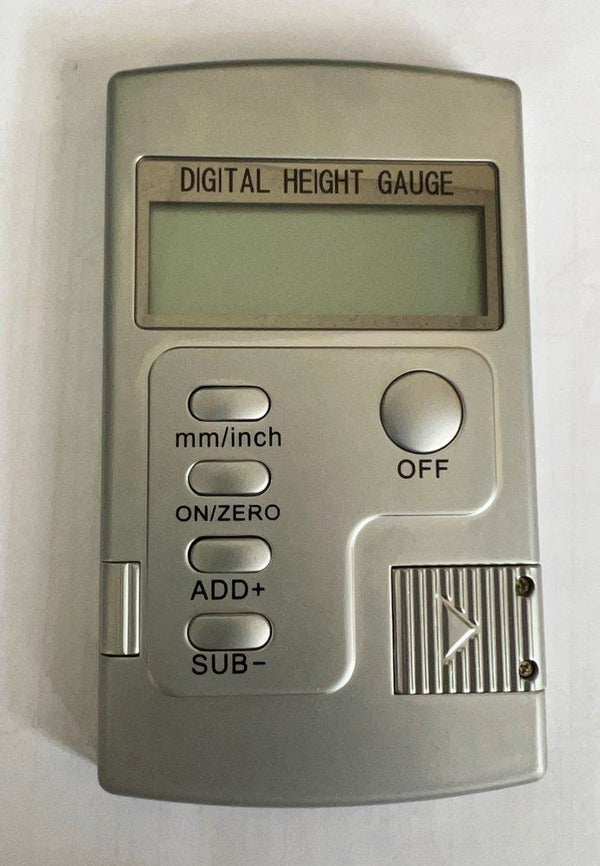 DIGITAL HEIGHT GAUGE
mm/inch
OFF
ON/ZERO
ADD+
SUB−